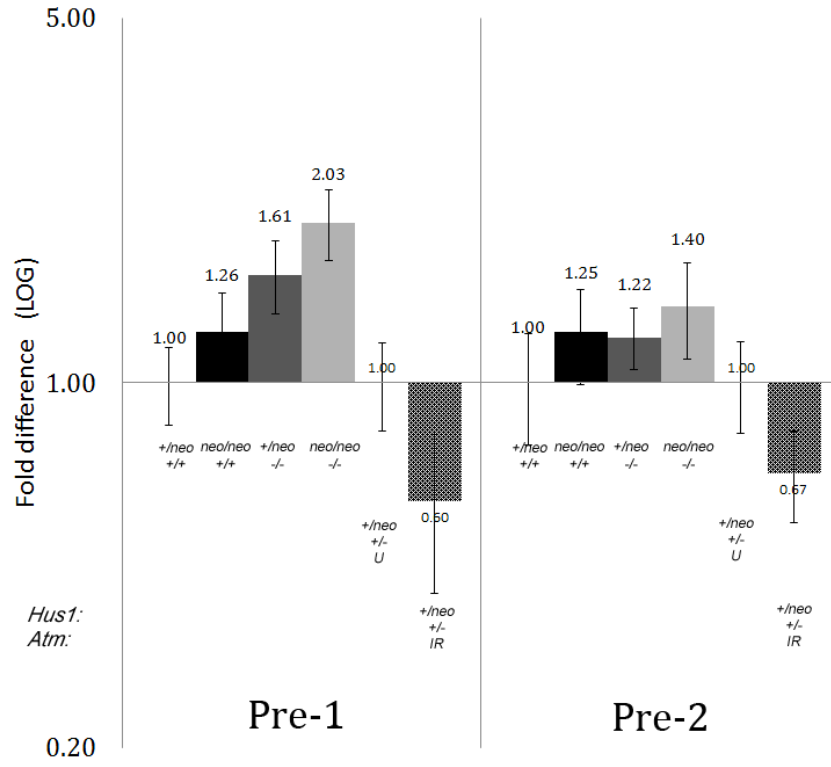 5.00
1.00
0.20
Fold difference (LOG)
1.00
1.26
1.61
2.03
1.00
0.60
+/neo
+/+
neo/neo
+/+
+/neo
-/-
neo/neo
-/-
+/neo
+/-
U
+/neo
+/-
IR
1.00
1.25
1.22
1.40
1.00
0.67
+/neo
+/+
neo/neo
+/+
+/neo
-/-
neo/neo
-/-
+/neo
+/-
U
+/neo
+/-
IR
Hus1:
Atm:
Pre-1
Pre-2